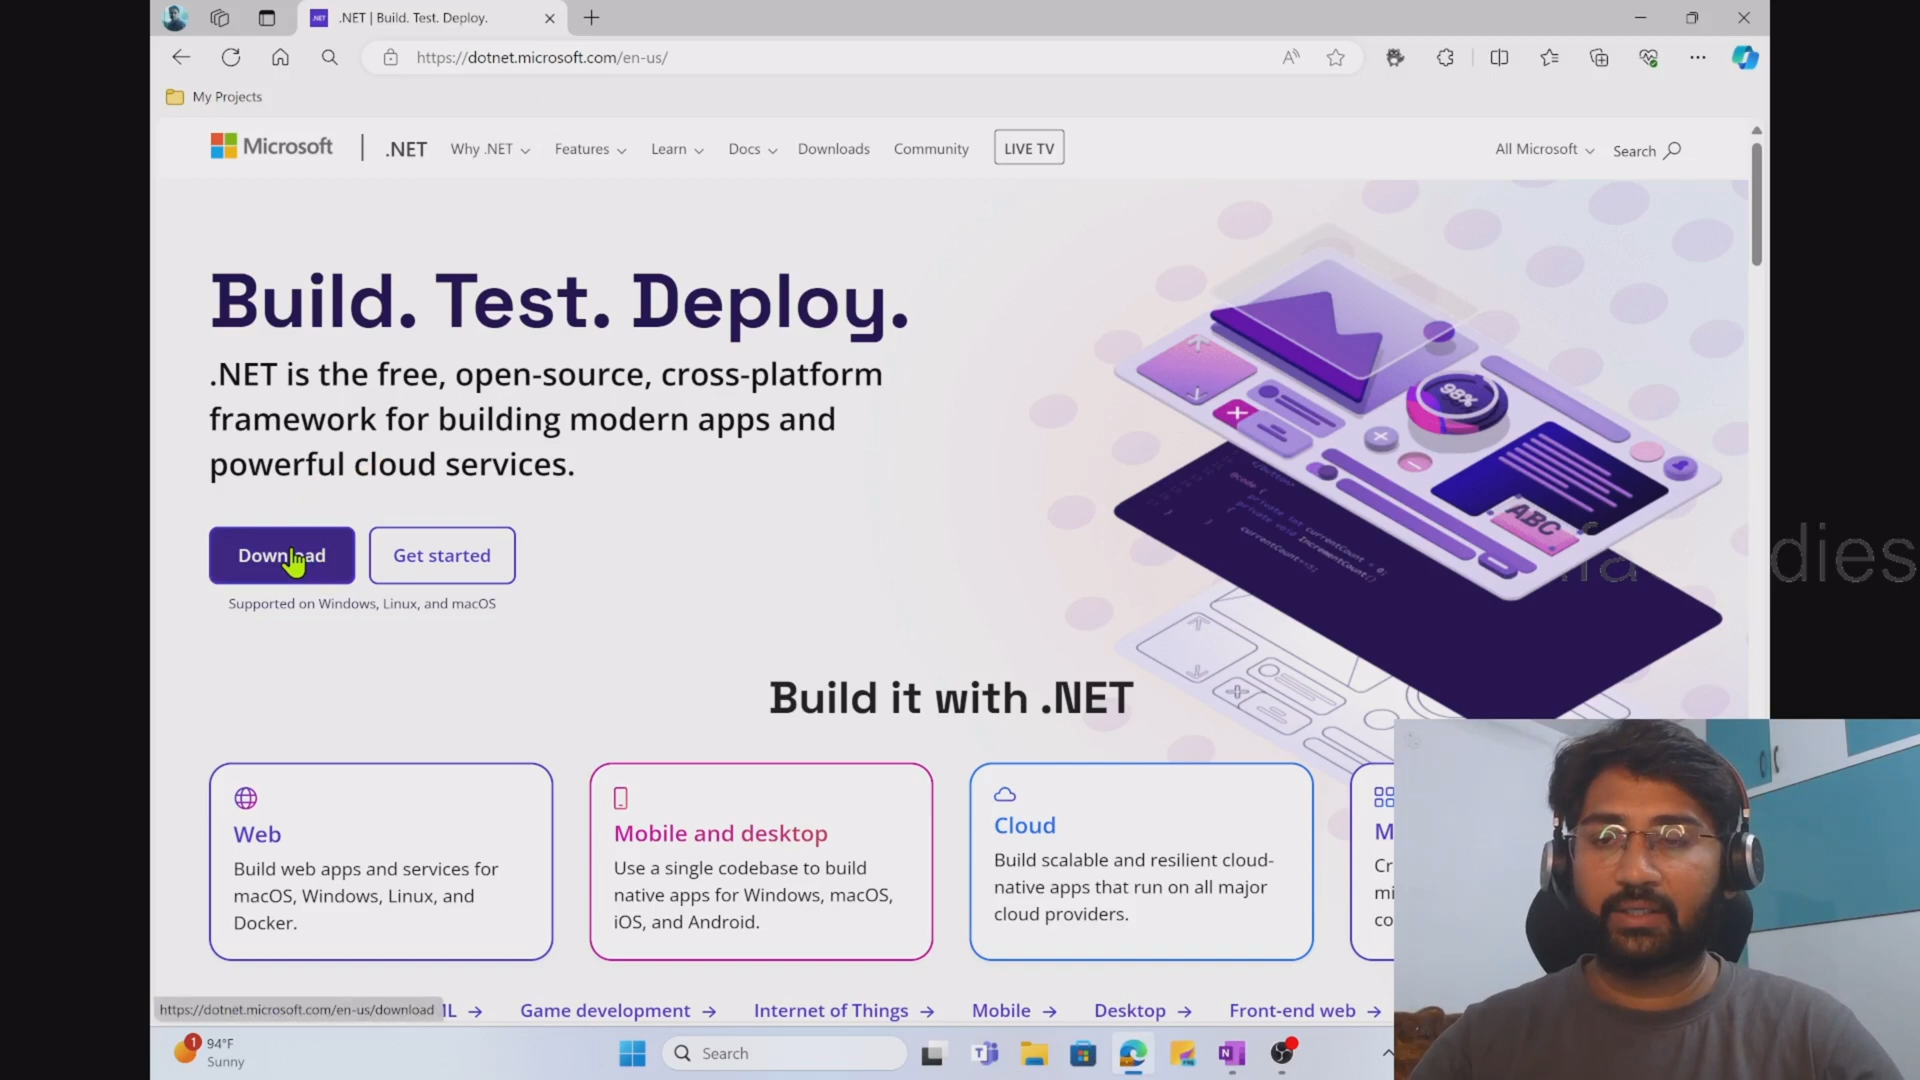 .NET | Build. Test. Deploy.
https://dotnet.microsoft.com/en-us/
My Projects
Microsoft
.NET
Why .NET
Features
Learn
Docs
Downloads
Community
LIVE TV
All Microsoft
Search
Build. Test. Deploy.
.NET is the free, open-source, cross-platform
framework for building modern apps and
powerful cloud services.
98%
ABC
Download
Get started
Supported on Windows, Linux, and macOS
Build it with .NET
Web
Build web apps and services for
macOS, Windows, Linux, and
Docker.
Mobile and desktop
Use a single codebase to build
native apps for Windows, macOS,
iOS, and Android.
Cloud
Build scalable and resilient cloud-
native apps that run on all major
cloud providers.
https://dotnet.microsoft.com/en-us/download
Game development
Internet of Things
Mobile
Desktop
Front-end web
1
94°F
Sunny
Search